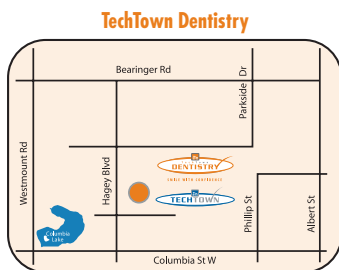 TechTown Dentistry
Bearinger Rd
Parkside Dr
Westmount Rd
Hagey Blvd
DENTISTRY
TECHTOWN
Phillip St
Albert St
Columbia
Lake
Columbia St W